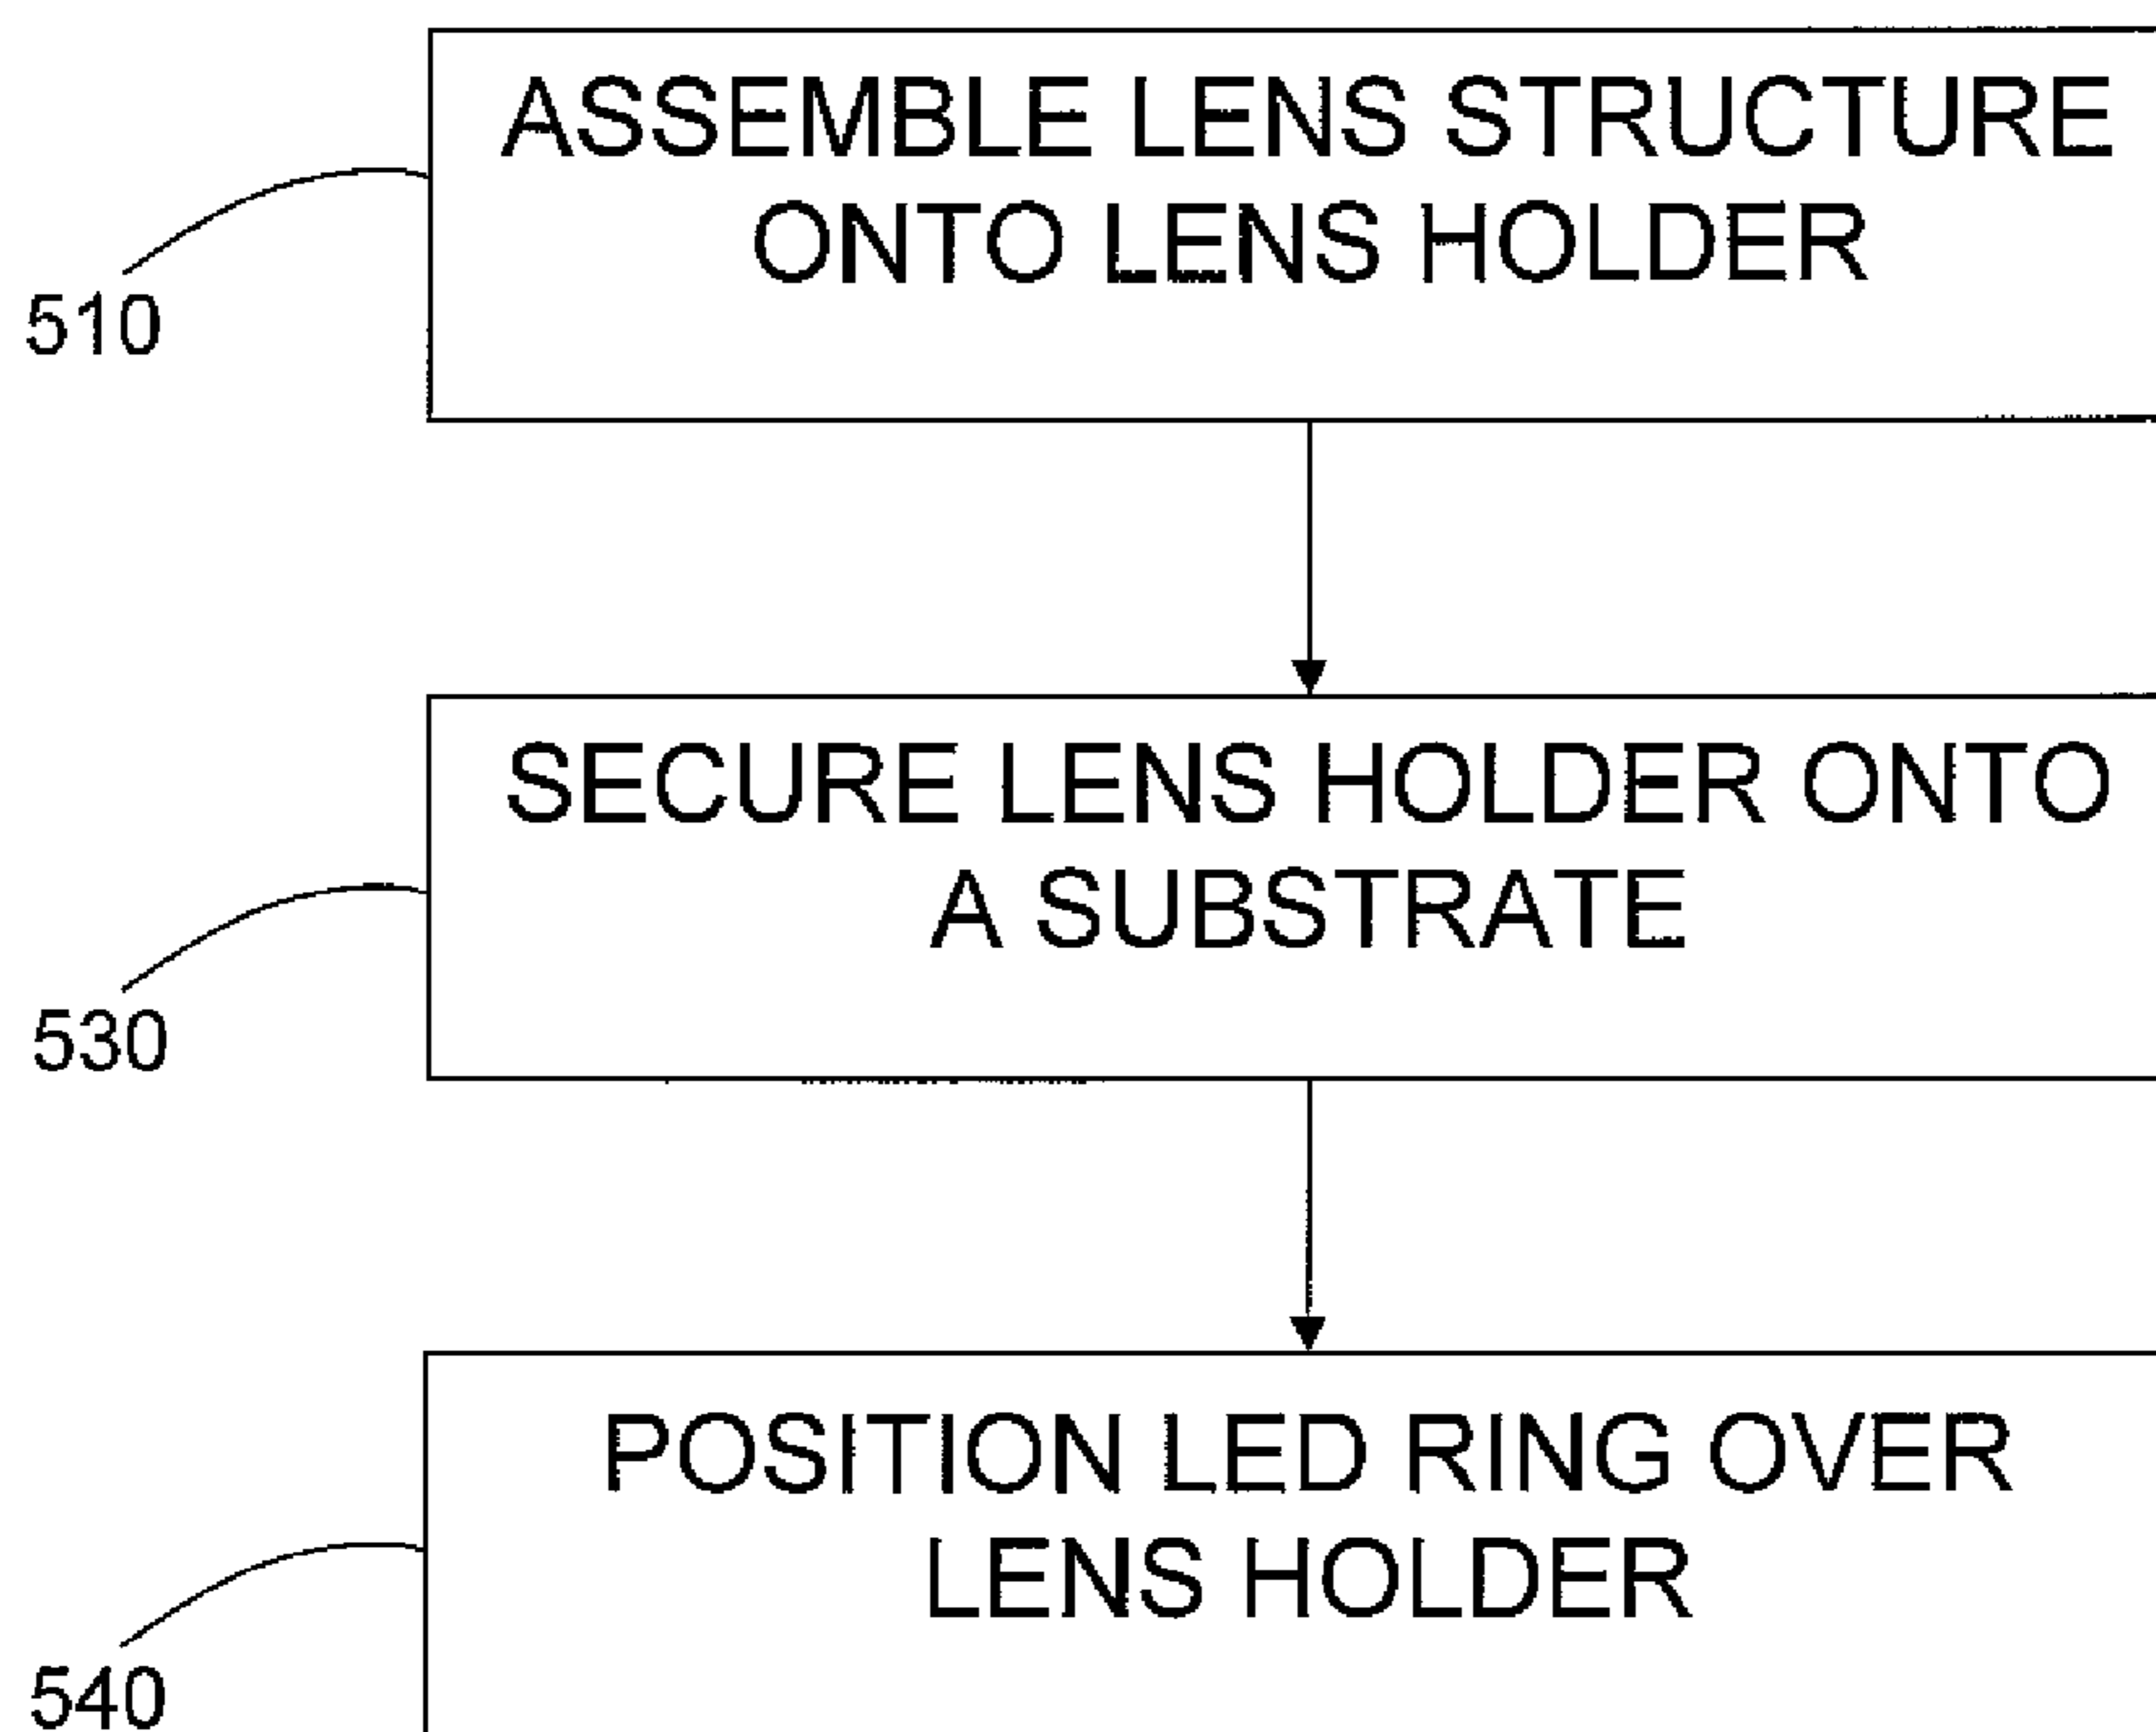 ASSEMBLE LENS STRUCTURE
ONTO LENS HOLDER
510
SECURE LENS HOLDER ONTO
A SUBSTRATE
530
POSITION LED RING OVER
LENS HOLDER
540